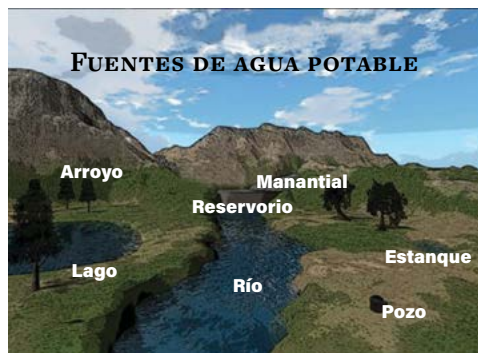 FUENTES DE AGUA POTABLE
Arroyo
Manantial
Reservorio
Estanque
Lago
Río
Pozo